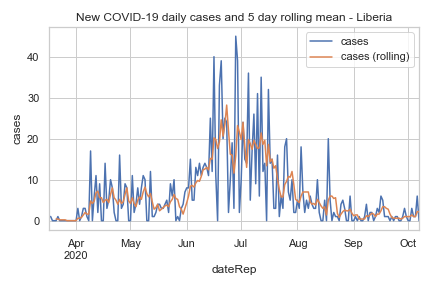 New COVID-19 daily cases and 5 day rolling mean - Liberia
cases
cases (rolling)
40
30
20
10
0
cases
Apr
2020
May
Jun
Jul
Aug
Sep
Oct
dateRep